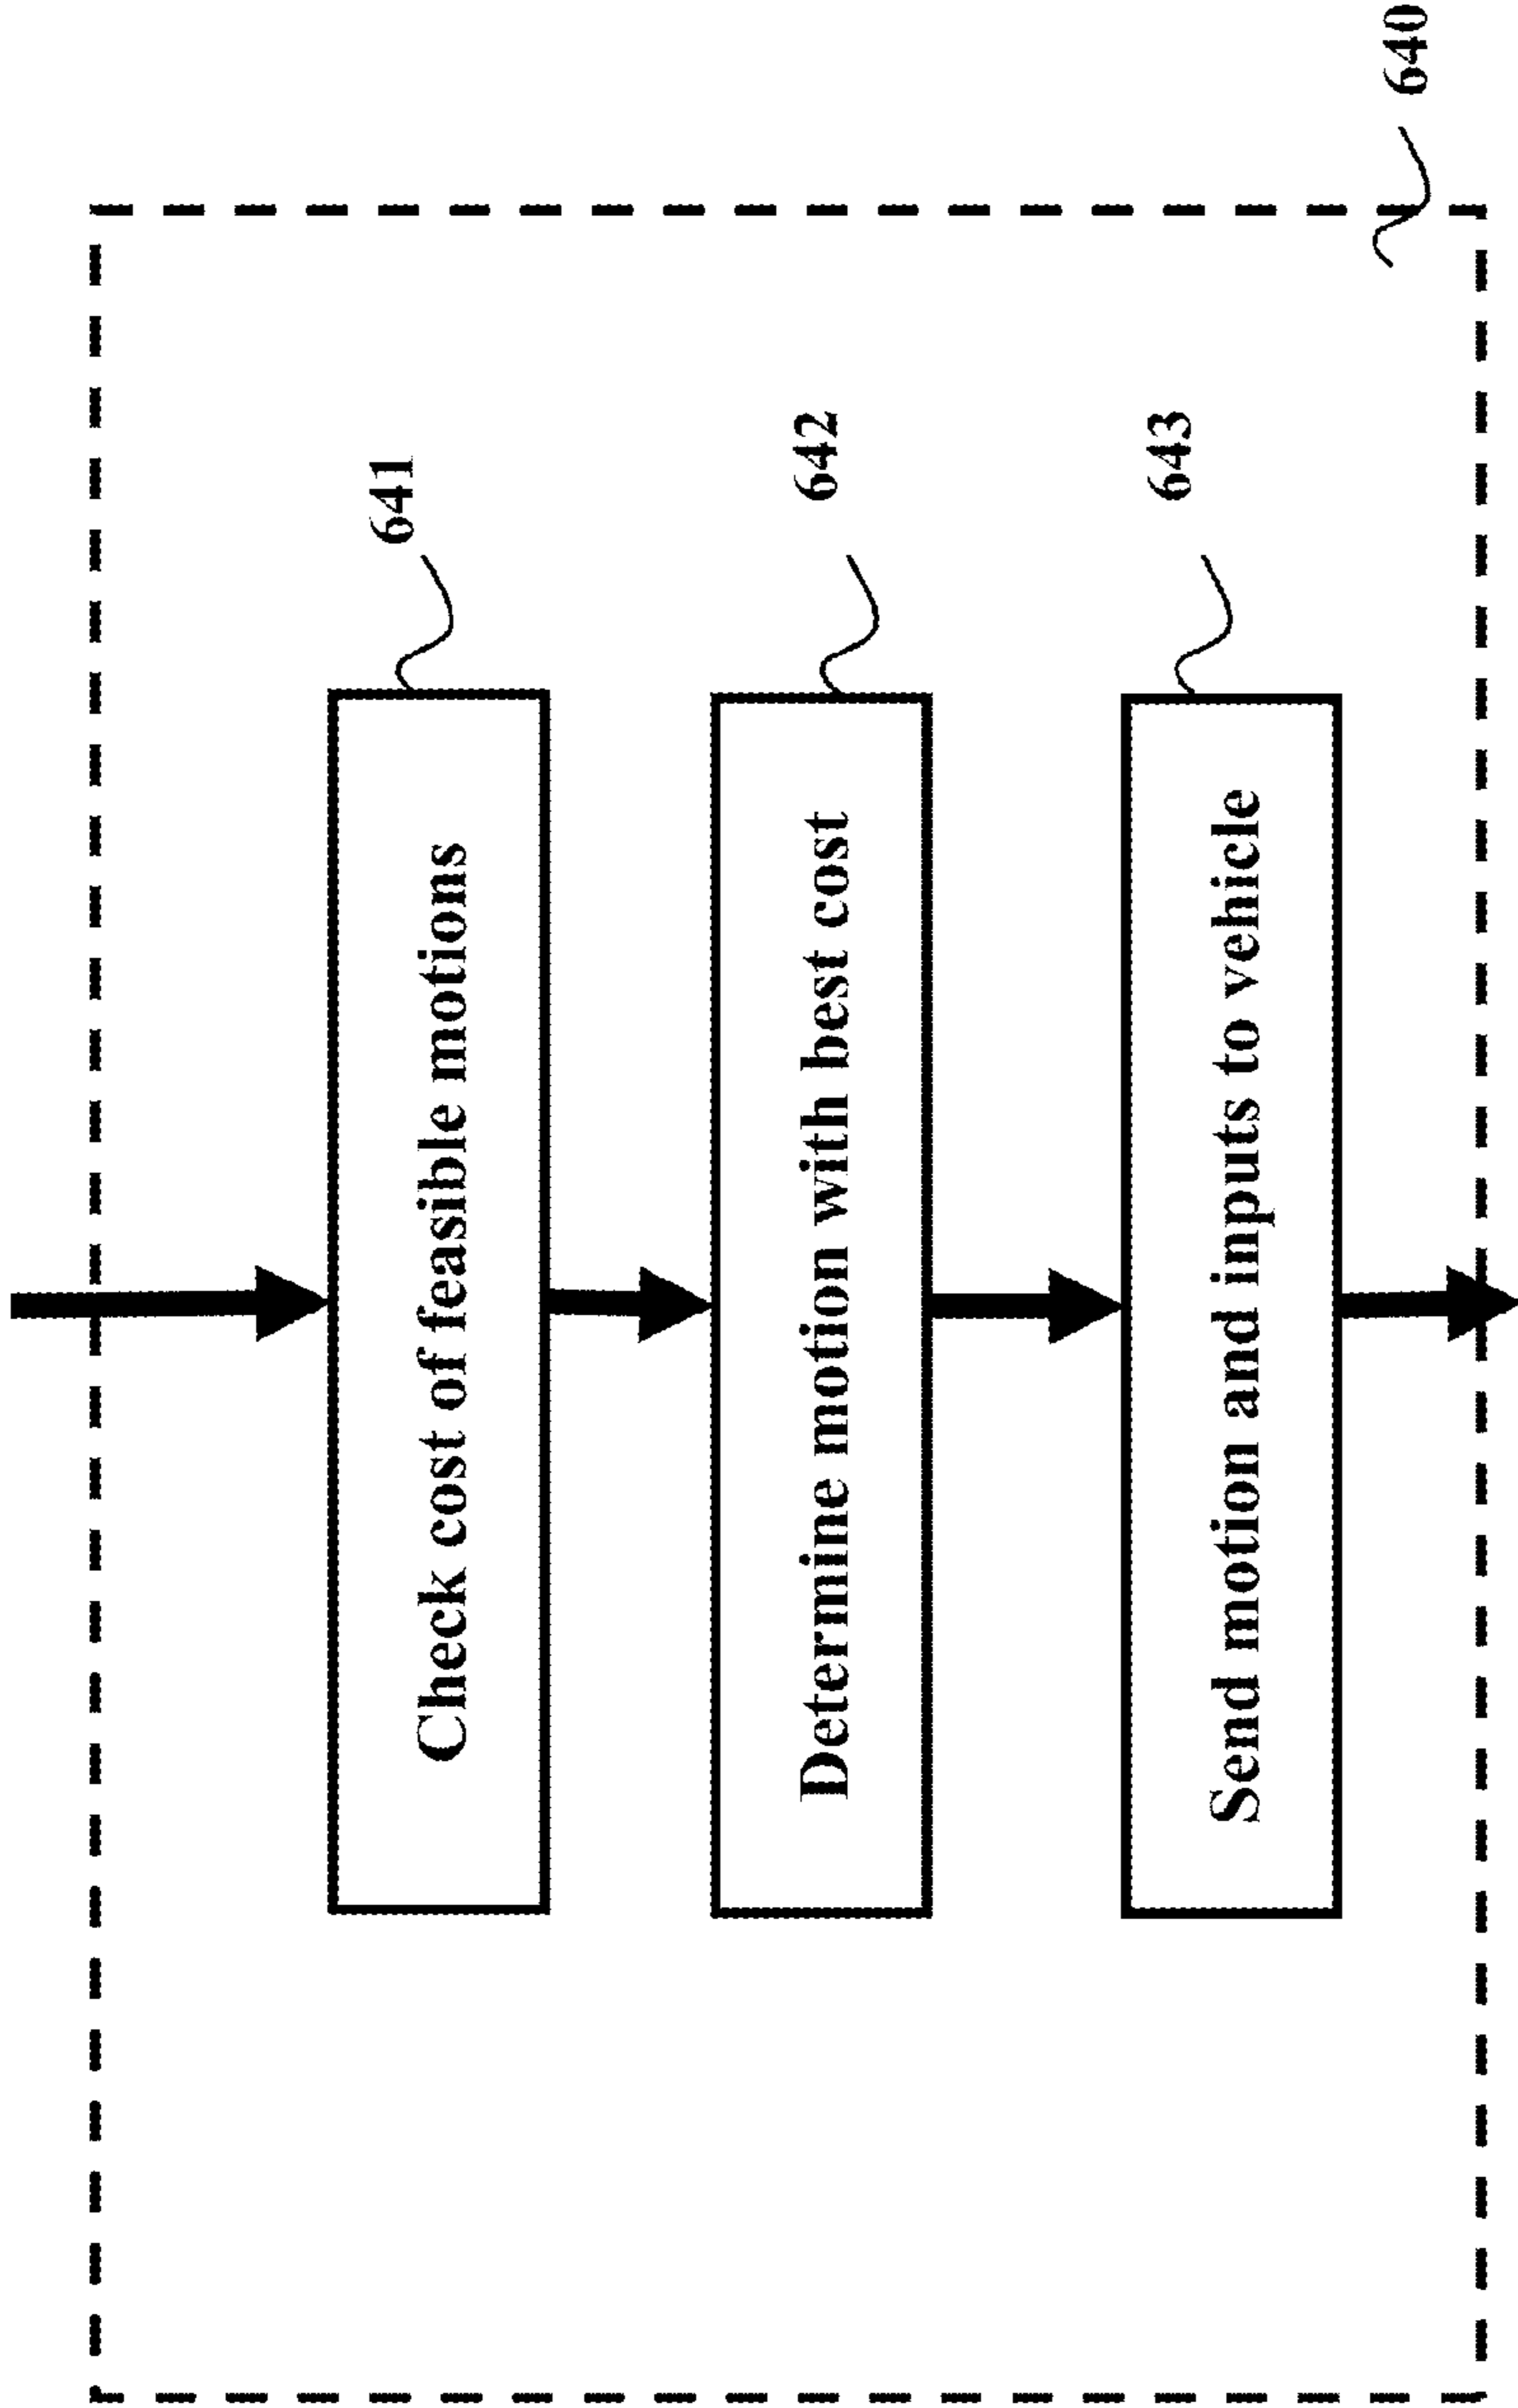 Check cost of feasible motions
641
Determine motion with best cost
642
Send motion and inputs to vehicle
643
640